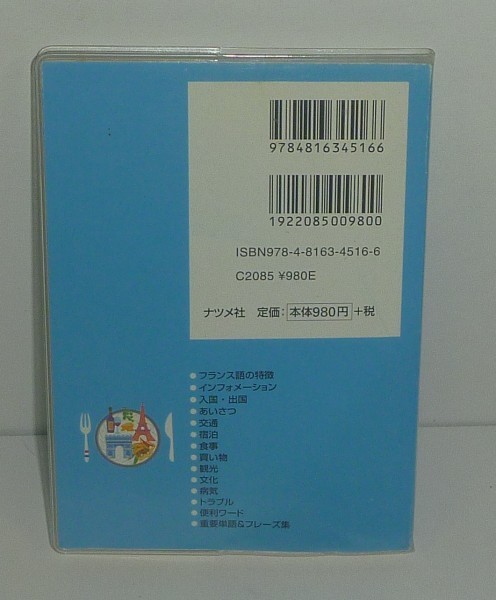 9784816345166
1922085009800
ISBN978-4-8163-4516-6
C2085 ¥980E
ナツメ社 定価：本体980円+税
●フランス語の特徴
●インフォメーション
●入国・出国
●あいさつ
●交通
●宿泊
●食事
●買い物
●観光
●文化
●病気
●トラブル
●便利ワード
●重要単語&フレーズ集